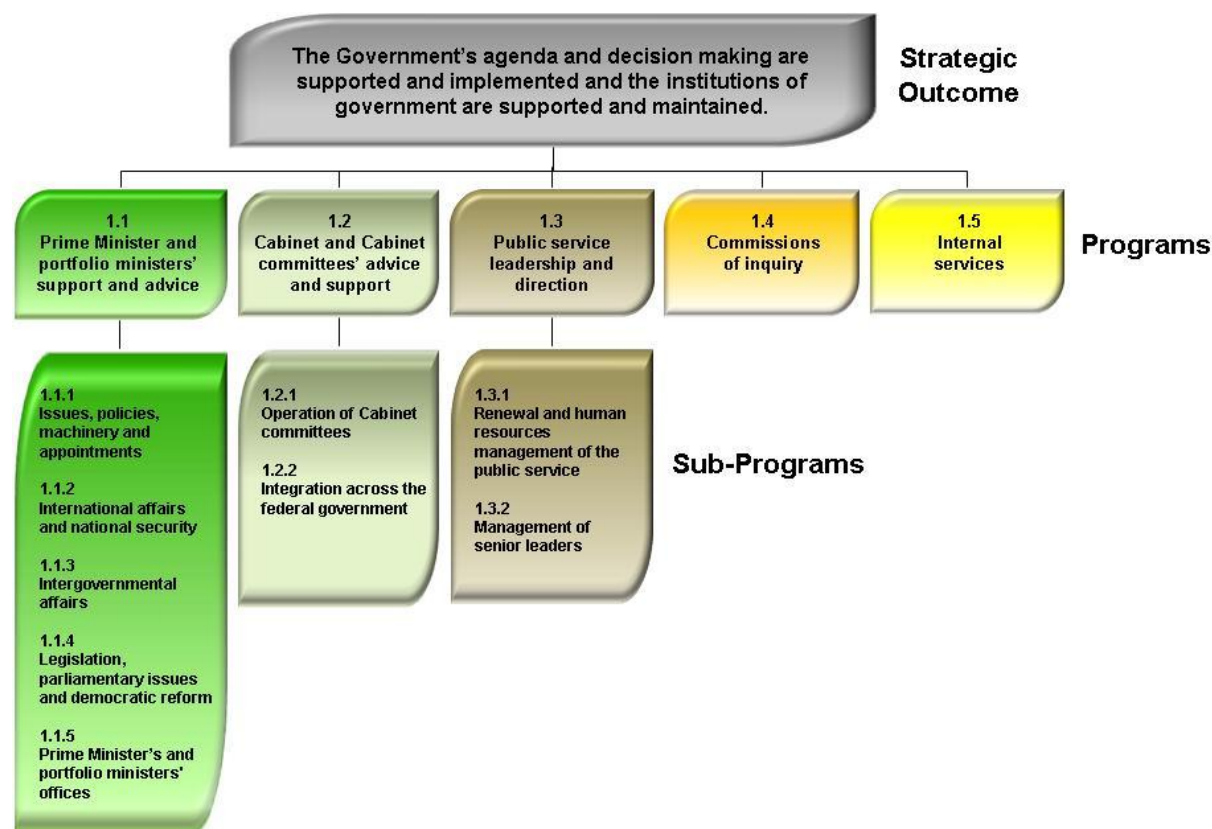 The Government's agenda and decision making are
supported and implemented and the institutions of
government are supported and maintained.
Strategic
Outcome
1.1
Prime Minister and
portfolio ministers'
support and advice
1.2
Cabinet and Cabinet
committees' advice
and support
1.3
Public service
leadership and
direction
1.4
Commissions
of inquiry
1.5
Internal
services
Programs
1.1.1
Issues, policies,
machinery and
appointments
1.1.2
International affairs
and national security
1.1.3
Intergovernmental
affairs
1.1.4
Legislation,
parliamentary issues
and democratic reform
1.1.5
Prime Minister's and
portfolio ministers'
offices
1.2.1
Operation of Cabinet
committees
1.2.2
Integration across the
federal government
1.3.1
Renewal and human
resources
management of the
public service
1.3.2
Management of
senior leaders
Sub-Programs